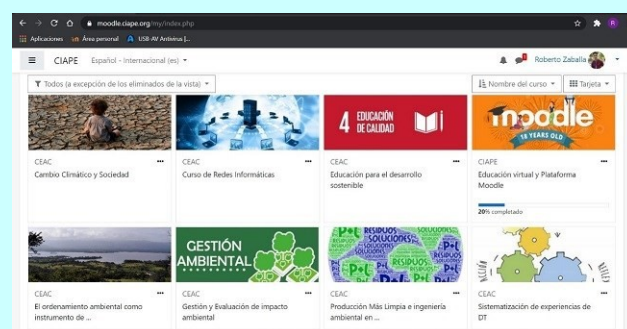 moodle.ciape.org/my/index.php
Aplicaciones
Área personal
USB-AV Antivirus [...
CIAPE
Español - Internacional (es)
Roberto Zaballa
Todos (a excepción de los eliminados de la vista)
Nombre del curso
Tarjeta
4 EDUCACIÓN DE CALIDAD
moodle
18 YEARS OLD
CEAC
Cambio Climático y Sociedad
CEAC
Curso de Redes Informáticas
CEAC
Educación para el desarrollo
sostenible
CIAPE
Educación virtual y Plataforma
Moodle
20% completado
GESTIÓN
AMBIENTAL
P+L
RESIDUOS
SOLUCIONES
CEAC
El ordenamiento ambiental como
instrumento de ...
CEAC
Gestión y Evaluación de impacto
ambiental
CEAC
Producción Más Limpia e ingeniería
ambiental en ...
CEAC
Sistematización de experiencias de
DT